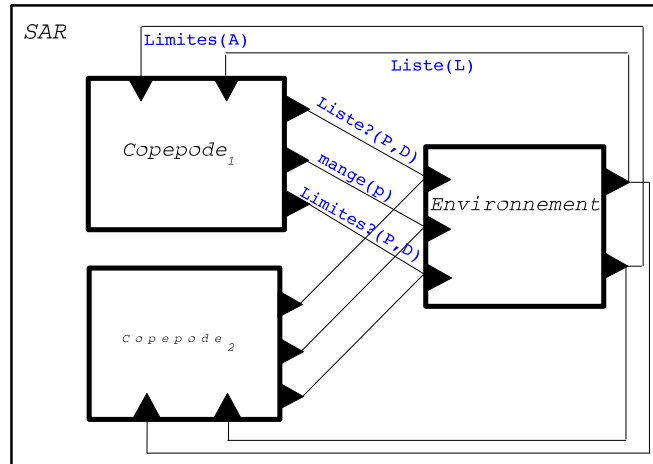 SAR
Limites(A)
Liste(L)
Copepode1
Liste?(P,D)
mange(p)
Limites?(P,D)
Environnement
Copepode2